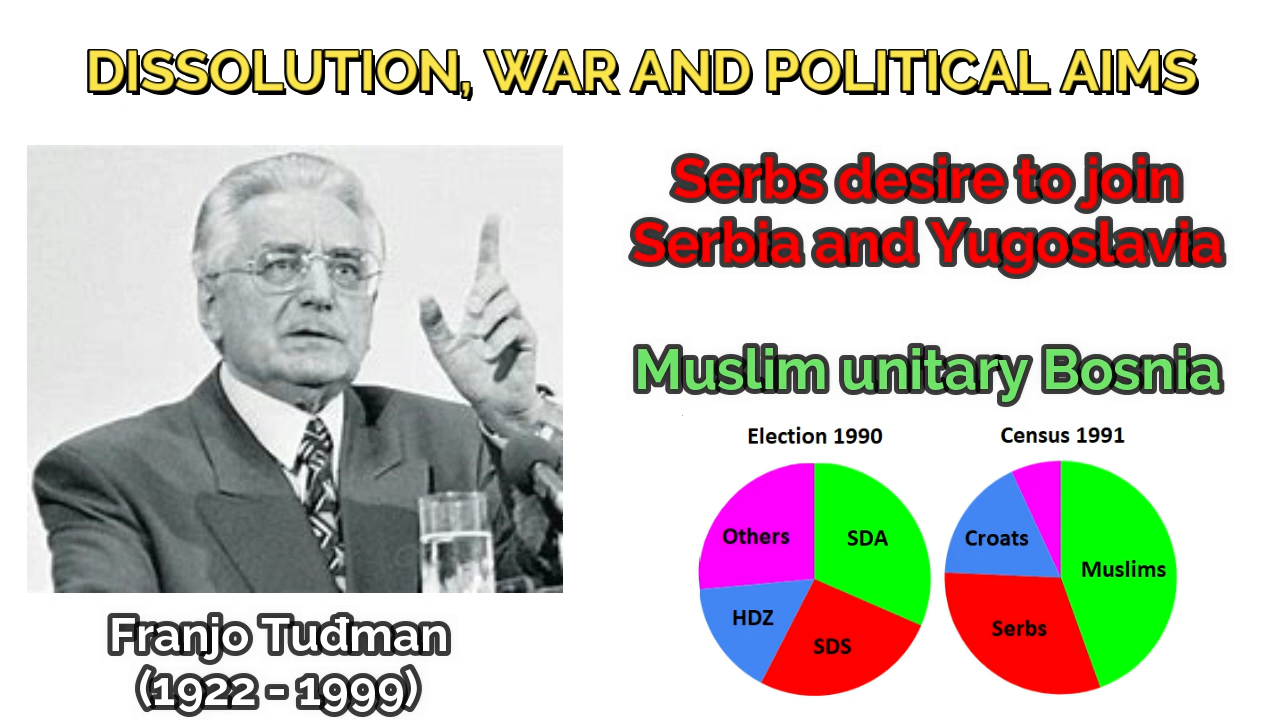 DISSOLUTION, WAR AND POLITICAL AIMS
Serbs desire to join
Serbia and Yugoslavia
Muslim unitary Bosnia
Election 1990
Others
SDA
HDZ
SDS
Census 1991
Croats
Muslims
Serbs
Franjo Tuđman
(1922 - 1999)